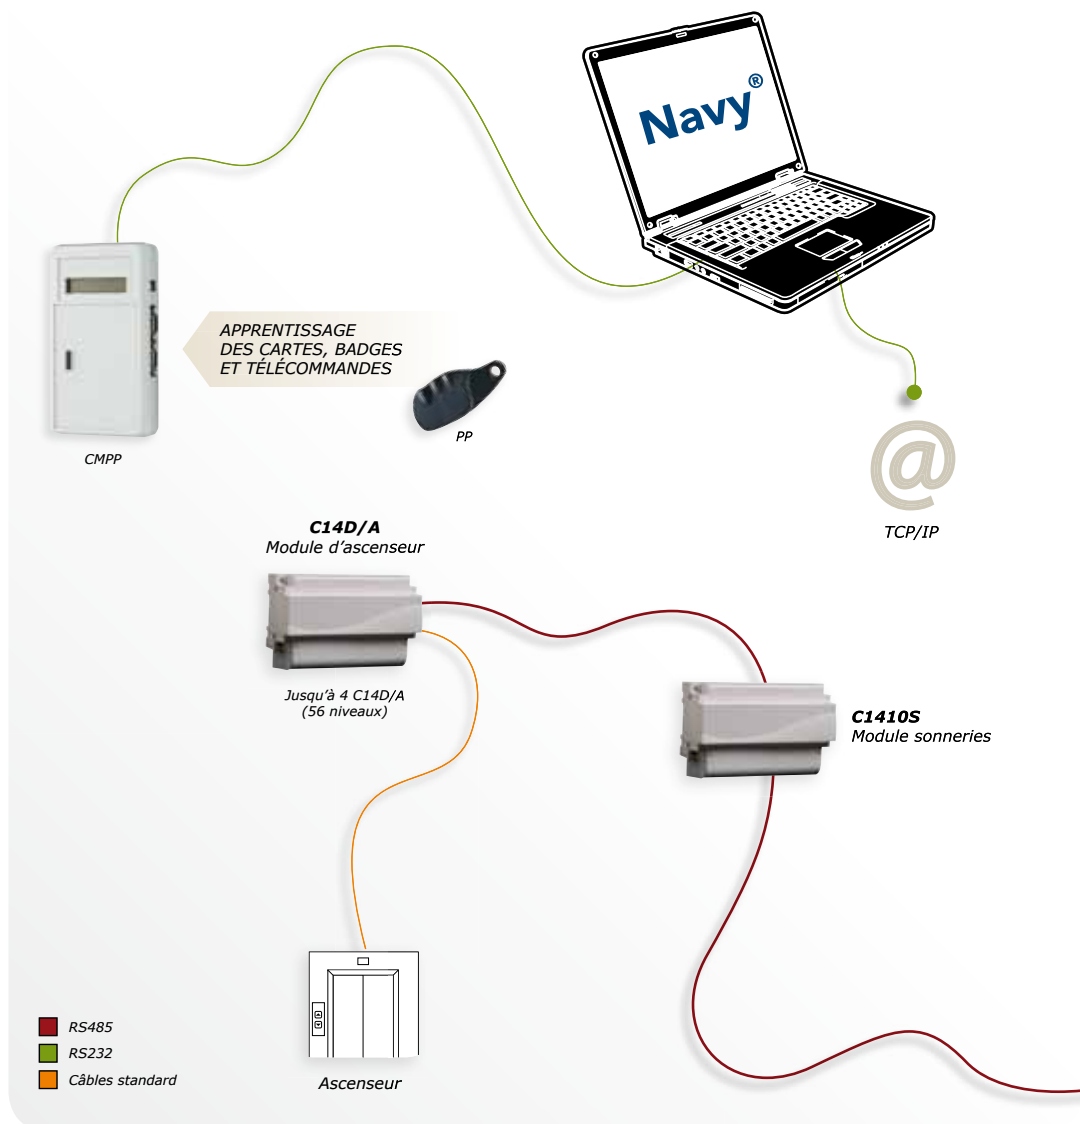 Navy®
APPRENTISSAGE
DES CARTES, BADGES
ET TÉLÉCOMMANDES
PP
CMPP
@
TCP/IP
C14D/A
Module d'ascenseur
Jusqu'à 4 C14D/A
(56 niveaux)
C1410S
Module sonneries
RS485
RS232
Câbles standard
Ascenseur